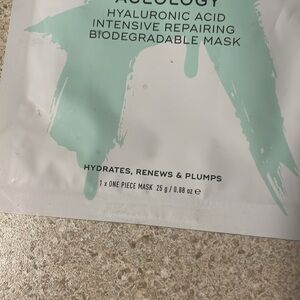 HYALURONIC ACID
INTENSIVE REPAIRING
BIODEGRADABLE MASK
HYDRATES, RENEWS & PLUMPS
1 x ONE PIECE MASK 25 g / 0.88 oz ℮